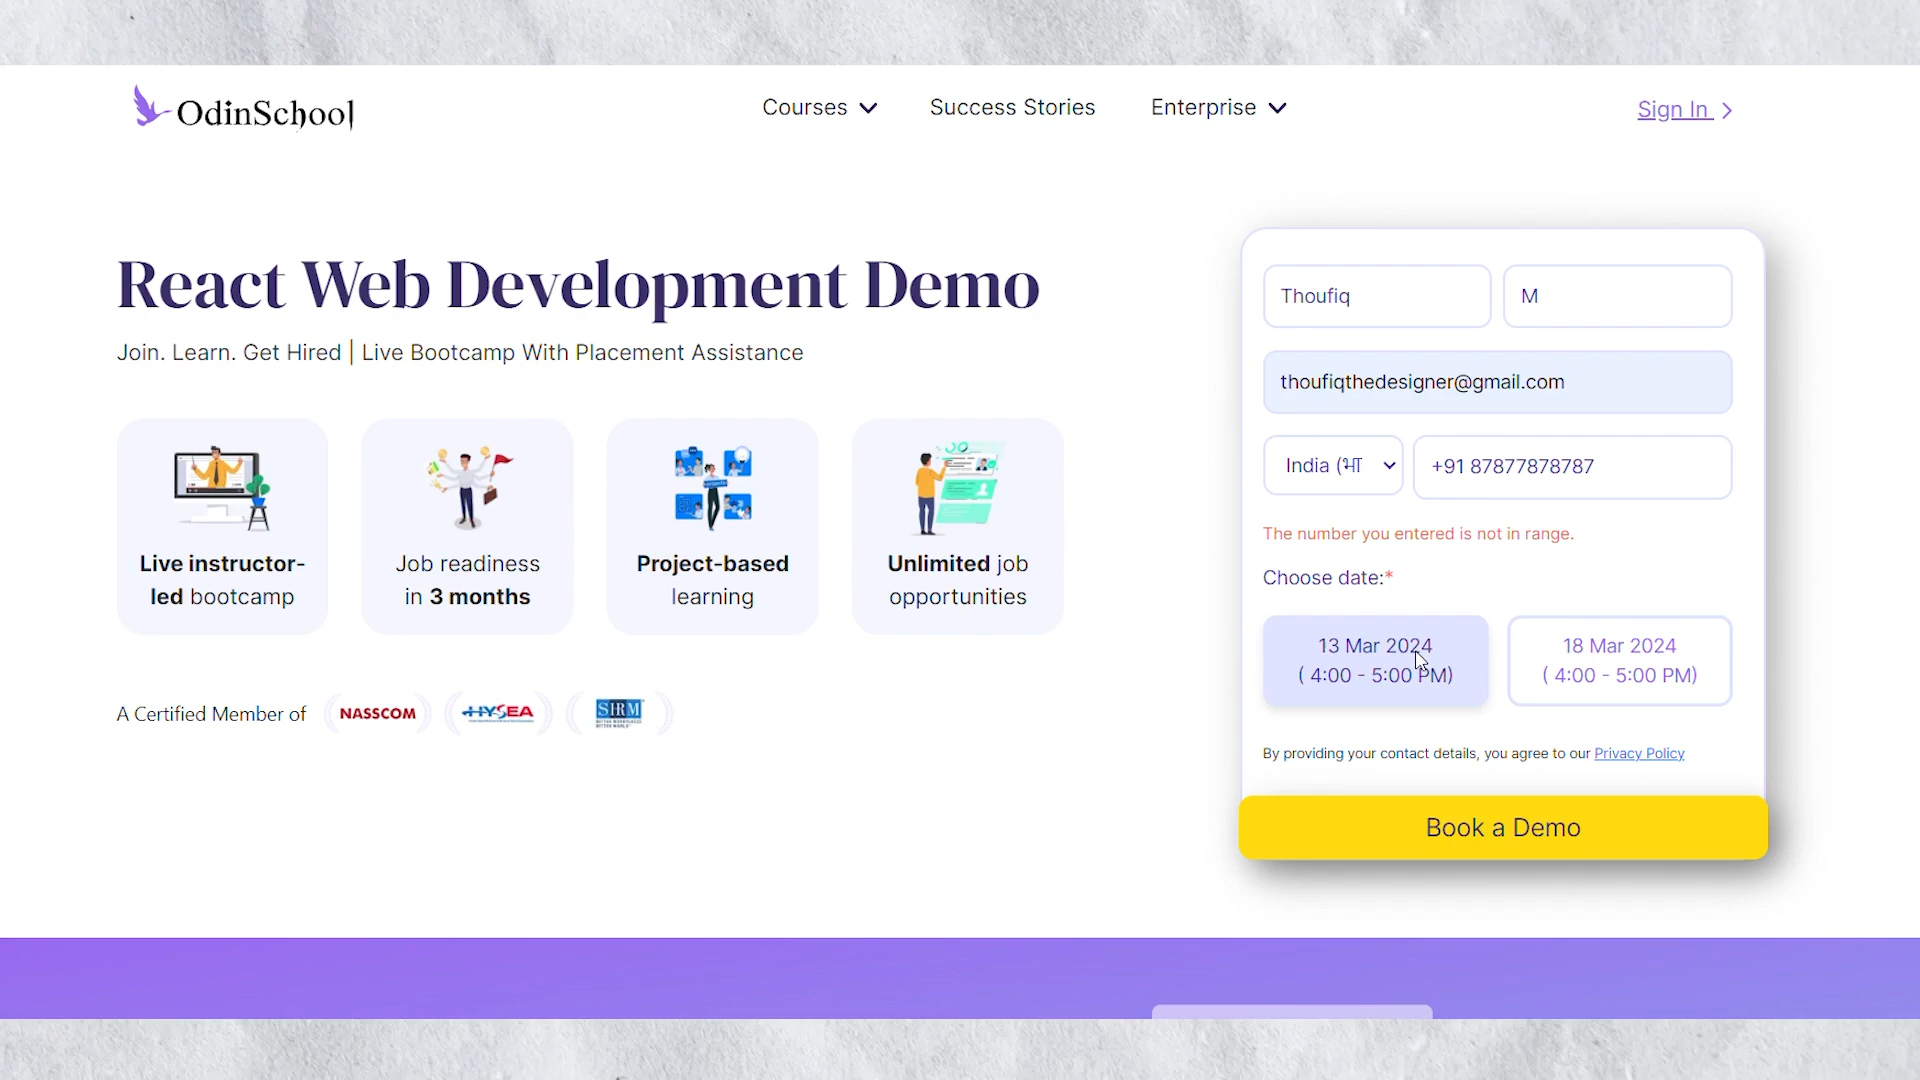 OdinSchool
Courses
Success Stories
Enterprise
Sign In
React Web Development Demo
Join. Learn. Get Hired | Live Bootcamp With Placement Assistance
Live instructor-
led bootcamp
Job readiness
in 3 months
Project-based
learning
Unlimited job
opportunities
A Certified Member of
NASSCOM
HYSEA
SHRM
Thoufiq
M
thoufiqthedesigner@gmail.com
India (भा
+91 87877878787
The number you entered is not in range.
Choose date:*
13 Mar 2024
( 4:00 - 5:00 PM)
18 Mar 2024
( 4:00 - 5:00 PM)
By providing your contact details, you agree to our Privacy Policy
Book a Demo